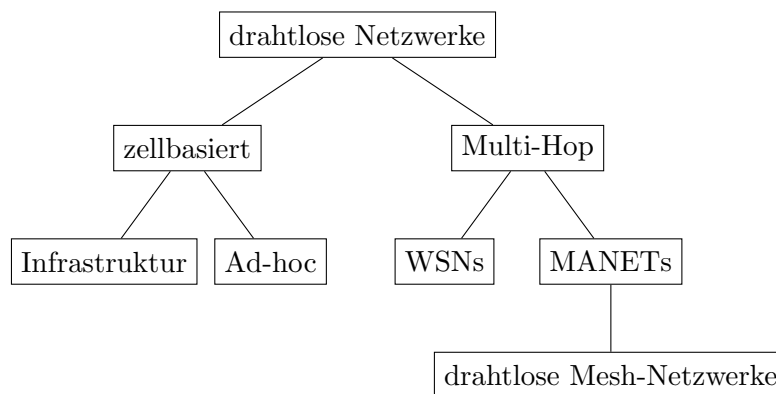 drahtlose Netzwerke
zellbasiert
Multi-Hop
Infrastruktur
Ad-hoc
WSNs
MANETs
drahtlose Mesh-Netzwerke